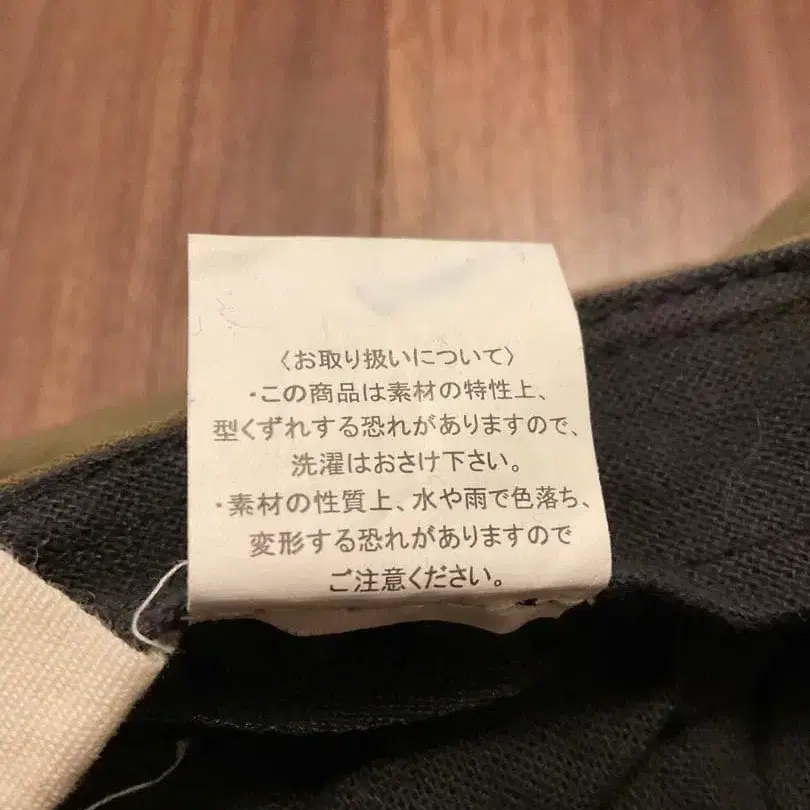 〈お取り扱いについて〉
・この商品は素材の特性上、
型くずれする恐れがありますので、
洗濯はおさけ下さい。
・素材の性質上、水や雨で色落ち、
変形する恐れがありますので
ご注意ください。